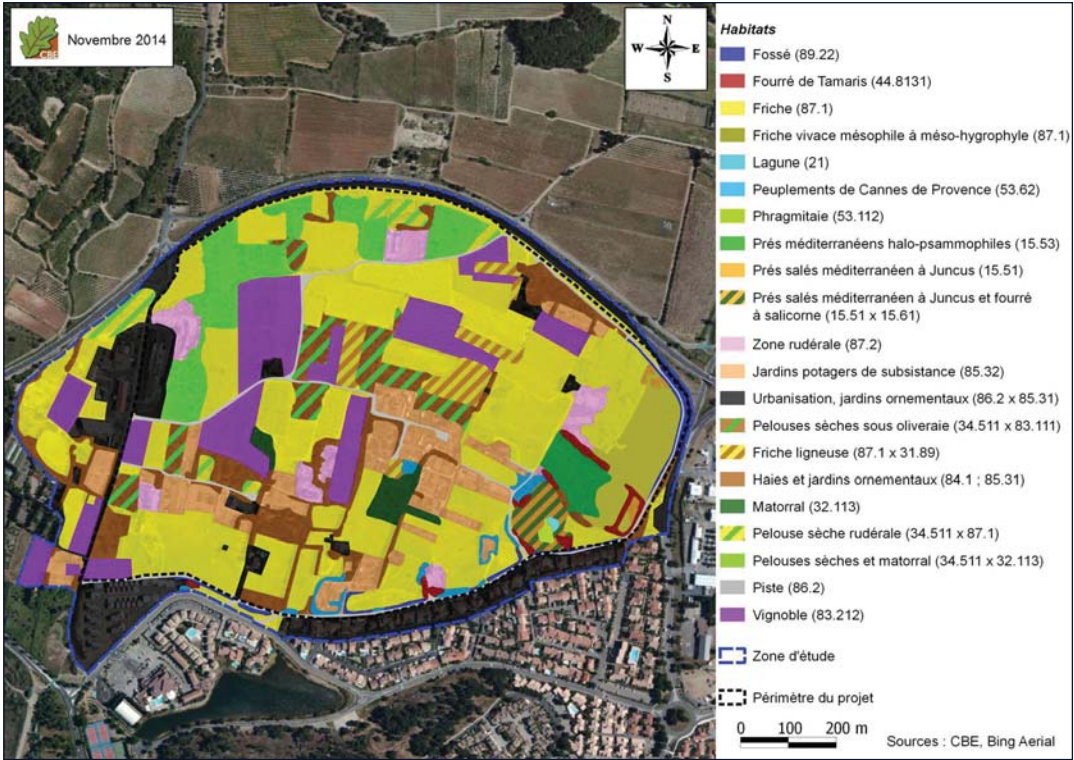 CBE
Novembre 2014
N
W E
S
Habitats
Fossé (89.22)
Fourré de Tamaris (44.8131)
Friche (87.1)
Friche vivace mésophile à méso-hygrophyle (87.1)
Lagune (21)
Peuplements de Cannes de Provence (53.62)
Phragmitaie (53.112)
Prés méditerranéens halo-psammophiles (15.53)
Prés salés méditerranéen à Juncus (15.51)
Prés salés méditerranéen à Juncus et fourré
à salicorne (15.51 x 15.61)
Zone rudérale (87.2)
Jardins potagers de subsistance (85.32)
Urbanisation, jardins ornementaux (86.2 x 85.31)
Pelouses sèches sous oliveraie (34.511 x 83.111)
Friche ligneuse (87.1 x 31.89)
Haies et jardins ornementaux (84.1 ; 85.31)
Matorral (32.113)
Pelouse sèche rudérale (34.511 x 87.1)
Pelouses sèches et matorral (34.511 x 32.113)
Piste (86.2)
Vignoble (83.212)
Zone d'étude
Périmètre du projet
0 100 200 m
Sources : CBE, Bing Aerial